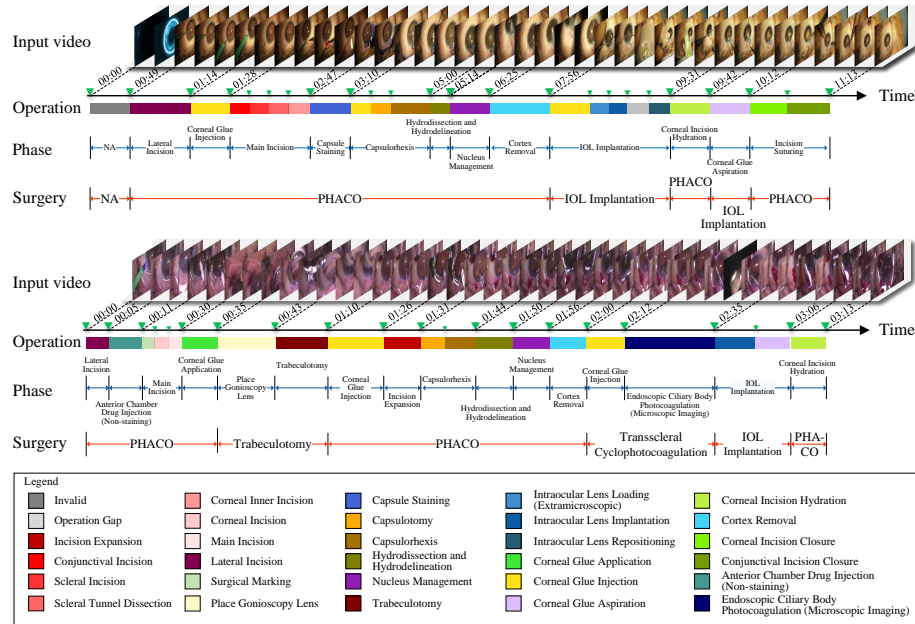 Input video
00:00
00:49
01:14
01:28
02:47
03:10
05:00
05:14
06:25
07:56
09:31
09:42
10:12
11:13
Operation
Time
Phase
NA
Lateral
Incision
Corneal Glue
Injection
Main Incision
Capsule
Staining
Capsulorhexis
Hydrodissection and
Hydrodelineation
Nucleus
Management
Cortex
Removal
IOL Implantation
Corneal Incision
Hydration
Corneal Glue
Aspiration
Incision
Suturing
Surgery
NA
PHACO
IOL Implantation
PHACO
IOL
Implantation
PHACO
Input video
00:00
00:05
00:11
00:30
00:35
00:43
01:10
01:26
01:31
01:44
01:50
01:56
02:00
02:12
02:35
03:06
03:13
Operation
Time
Phase
Lateral
Incision
Anterior Chamber
Drug Injection
(Non-staining)
Main
Incision
Corneal Glue
Application
Place
Gonioscopy
Lens
Trabeculotomy
Corneal
Glue
Injection
Incision
Expansion
Capsulorhexis
Hydrodissection and
Hydrodelineation
Nucleus
Management
Cortex
Removal
Corneal Glue
Injection
Endoscopic Ciliary Body
Photocoagulation
(Microscopic Imaging)
IOL
Implantation
Corneal Incision
Hydration
Surgery
PHACO
Trabeculotomy
PHACO
Transscleral
Cyclophotocoagulation
IOL
Implantation
PHA-
CO
Legend
Invalid
Operation Gap
Incision Expansion
Conjunctival Incision
Scleral Incision
Scleral Tunnel Dissection
Corneal Inner Incision
Corneal Incision
Main Incision
Lateral Incision
Surgical Marking
Place Gonioscopy Lens
Capsule Staining
Capsulotomy
Capsulorhexis
Hydrodissection and
Hydrodelineation
Nucleus Management
Trabeculotomy
Intraocular Lens Loading
(Extramicroscopic)
Intraocular Lens Implantation
Intraocular Lens Repositioning
Corneal Glue Application
Corneal Glue Injection
Corneal Glue Aspiration
Corneal Incision Hydration
Cortex Removal
Corneal Incision Closure
Conjunctival Incision Closure
Anterior Chamber Drug Injection
(Non-staining)
Endoscopic Ciliary Body
Photocoagulation (Microscopic Imaging)